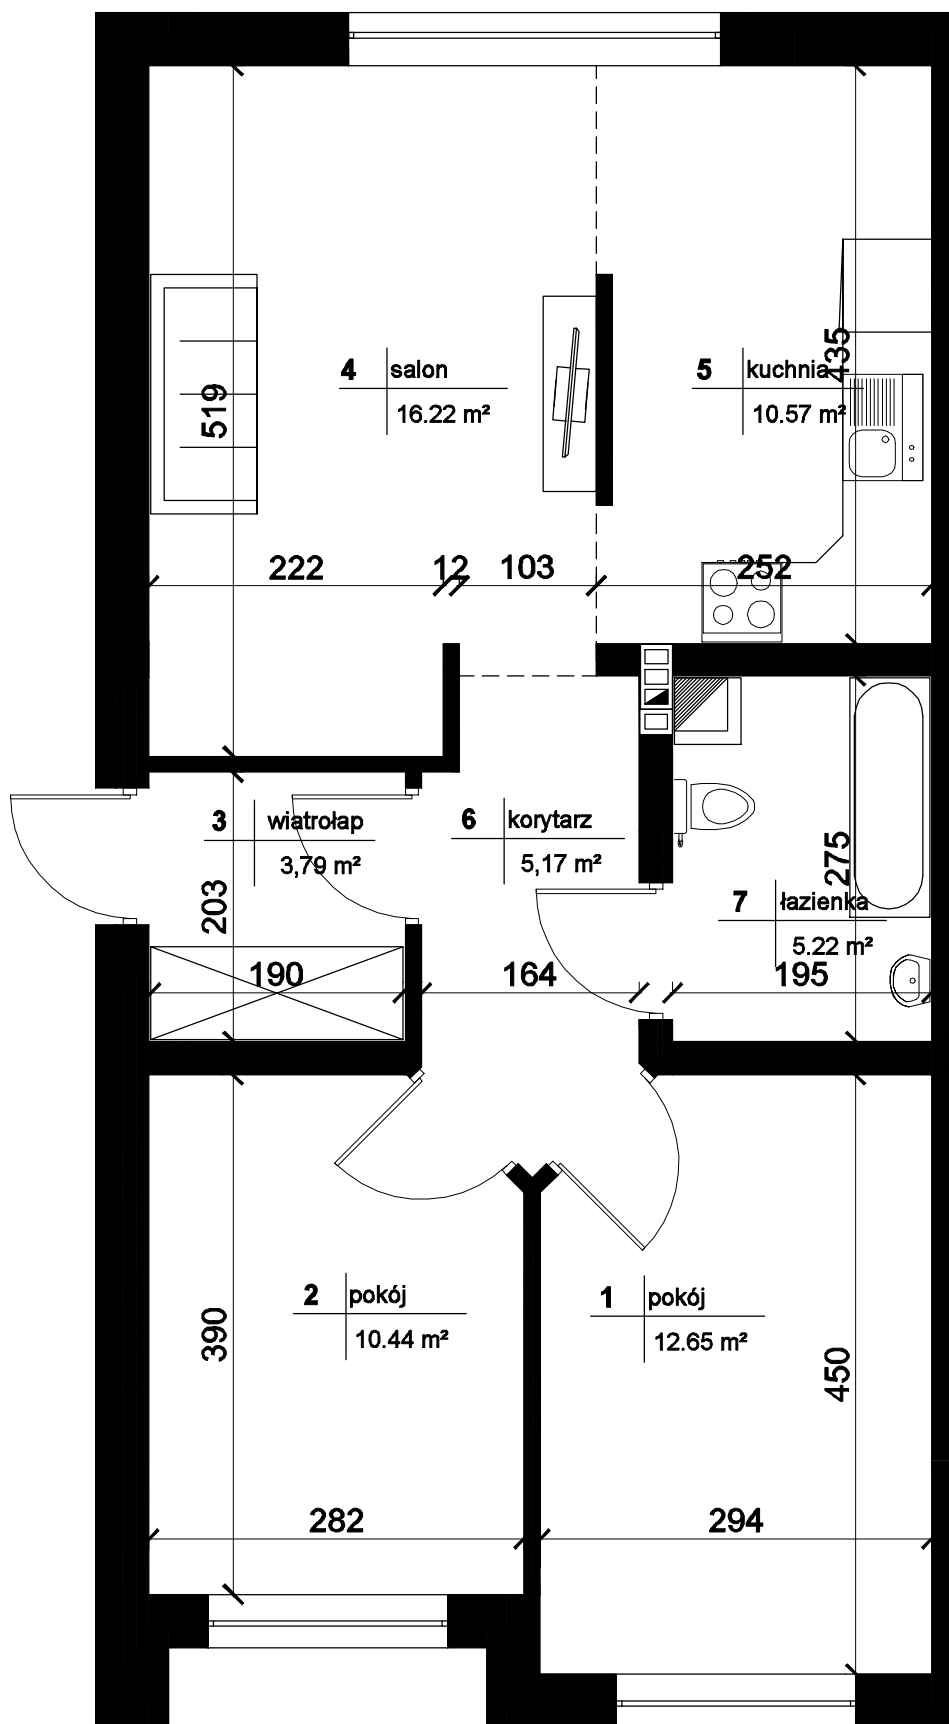 4 salon
16.22 m²
5 kuchnia
10.57 m²
435
519
222
12
103
252
3 wiatrołap
3,79 m²
6 korytarz
5,17 m²
275
203
7 łazienka
5.22 m²
190
164
195
2 pokój
10.44 m²
1 pokój
12.65 m²
390
450
282
294